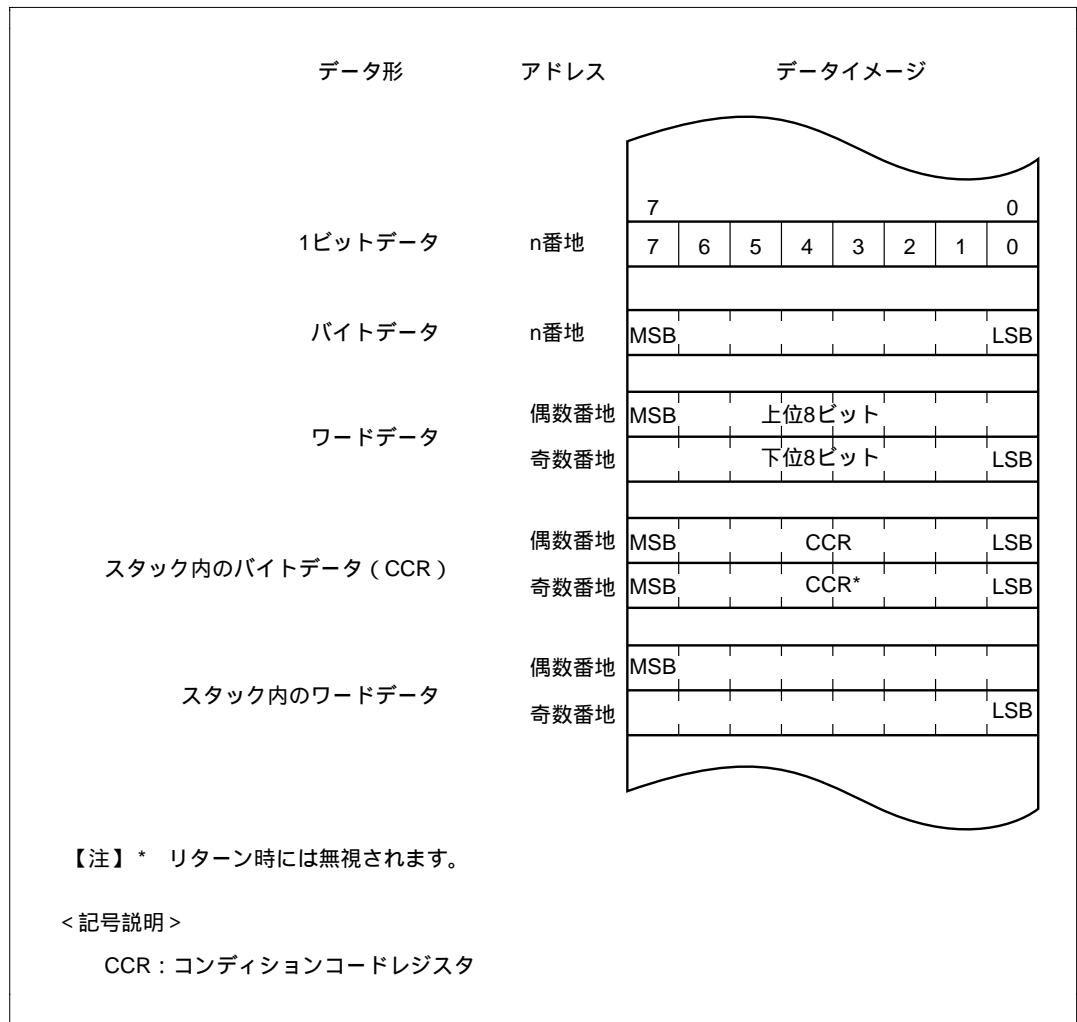 データ形 アドレス データイメージ
7 0
1ビットデータ n番地 7 6 5 4 3 2 1 0
バイトデータ n番地 MSB LSB
偶数番地 MSB 上位8ビット
ワードデータ
奇数番地 下位8ビット LSB
偶数番地 MSB CCR LSB
スタック内のバイトデータ（CCR）
奇数番地 MSB CCR* LSB
偶数番地 MSB
スタック内のワードデータ
奇数番地 LSB
【注】* リターン時には無視されます。
<記号説明>
CCR：コンディションコードレジスタ